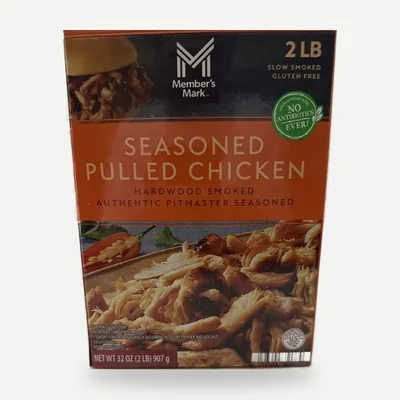 Member's
Mark
2 LB
SLOW SMOKED
GLUTEN FREE
NO
ANTIBIOTICS
EVER!
SEASONED
PULLED CHICKEN
HARDWOOD SMOKED
AUTHENTIC PITMASTER SEASONED
NET WT 32 OZ (2 LB) 907 g